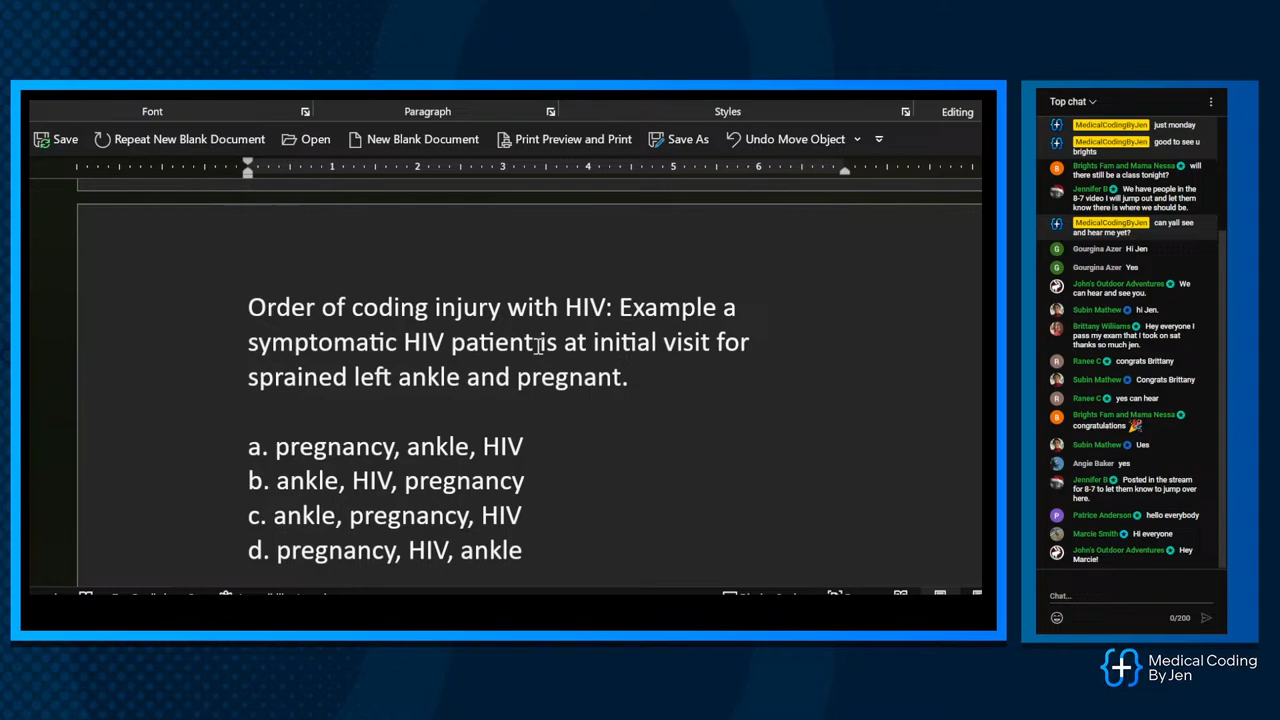 Font
Paragraph
Styles
Editing
Save
Repeat New Blank Document
Open
New Blank Document
Print Preview and Print
Save As
Undo Move Object
1
2
3
4
5
6
Order of coding injury with HIV: Example a
symptomatic HIV patient is at initial visit for
sprained left ankle and pregnant.
a. pregnancy, ankle, HIV
b. ankle, HIV, pregnancy
c. ankle, pregnancy, HIV
d. pregnancy, HIV, ankle
Top chat
MedicalCodingByJen just monday
MedicalCodingByJen good to see u
brights
B
Brights Fam and Mama Nessa will
there still be a class tonight?
Jennifer B We have people in the
8-7 video I will jump out and let them
know there is where we should be.
MedicalCodingByJen can yall see
and hear me yet?
G
Gourgina Azer Hi Jen
G
Gourgina Azer Yes
John's Outdoor Adventures We
can hear and see you.
Subin Mathew hi Jen.
Brittany Williams Hey everyone I
pass my exam that I took on sat
thanks so much jen.
R
Ranee C congrats Brittany
Subin Mathew Congrats Brittany
R
Ranee C yes can hear
B
Brights Fam and Mama Nessa
congratulations
Subin Mathew Ues
Angie Baker yes
Jennifer B Posted in the stream
for 8-7 to let them know to jump over
here.
P
Patrice Anderson hello everybody
Marcie Smith Hi everyone
John's Outdoor Adventures Hey
Marcie!
Chat...
0/200
Medical Coding
By Jen